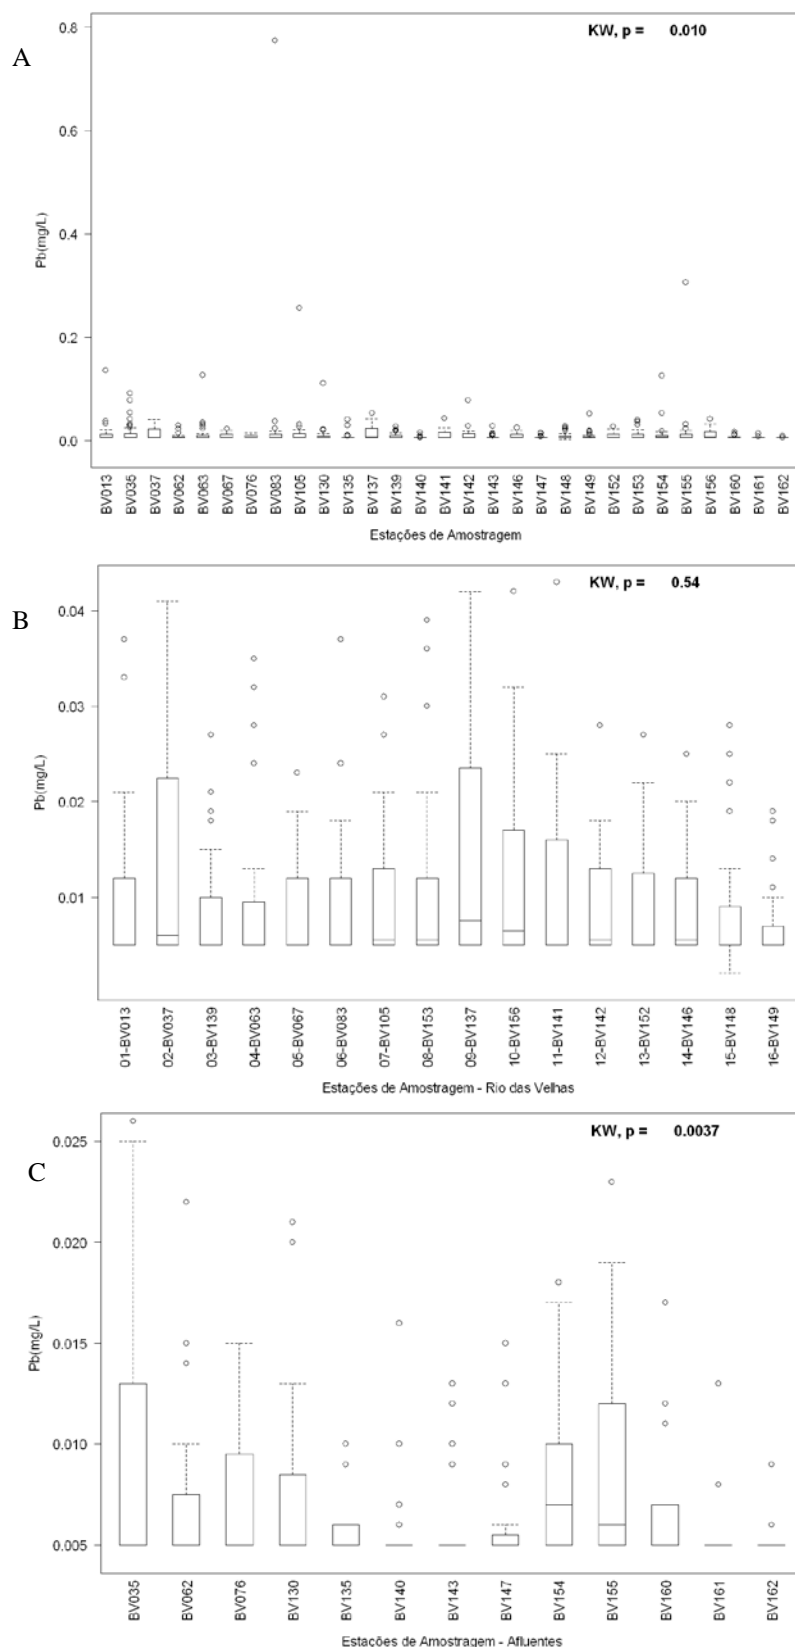 A
KW, p = 0.010
0.8
0.6
0.4
0.2
0.0
Pb(mg/L)
BV013
BV035
BV037
BV062
BV063
BV067
BV076
BV083
BV105
BV130
BV135
BV137
BV139
BV140
BV141
BV142
BV143
BV146
BV147
BV148
BV149
BV152
BV153
BV154
BV155
BV156
BV160
BV161
BV162
Estações de Amostragem
B
KW, p = 0.54
0.04
0.03
0.02
0.01
Pb(mg/L)
01-BV013
02-BV037
03-BV139
04-BV063
05-BV067
06-BV083
07-BV105
08-BV153
09-BV137
10-BV156
11-BV141
12-BV142
13-BV152
14-BV146
15-BV148
16-BV149
Estações de Amostragem - Rio das Velhas
C
KW, p = 0.0037
0.025
0.020
0.015
0.010
0.005
Pb(mg/L)
BV035
BV062
BV076
BV130
BV135
BV140
BV143
BV147
BV154
BV155
BV160
BV161
BV162
Estações de Amostragem - Afluentes